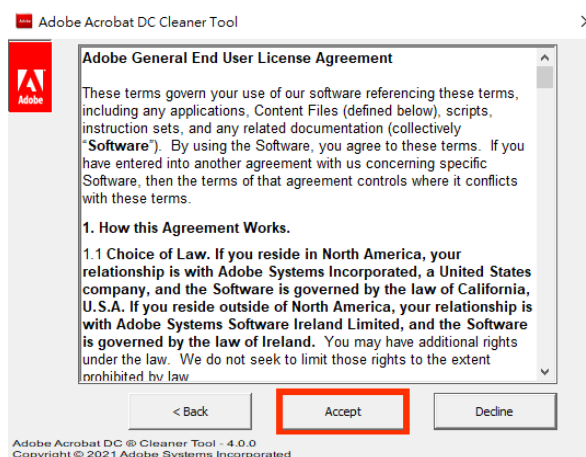 Adobe Acrobat DC Cleaner Tool
Adobe
Adobe General End User License Agreement
These terms govern your use of our software referencing these terms,
including any applications, Content Files (defined below), scripts,
instruction sets, and any related documentation (collectively
“Software”). By using the Software, you agree to these terms. If you
have entered into another agreement with us concerning specific
Software, then the terms of that agreement controls where it conflicts
with these terms.
1. How this Agreement Works.
1.1 Choice of Law. If you reside in North America, your
relationship is with Adobe Systems Incorporated, a United States
company, and the Software is governed by the law of California,
U.S.A. If you reside outside of North America, your relationship is
with Adobe Systems Software Ireland Limited, and the Software
is governed by the law of Ireland. You may have additional rights
under the law. We do not seek to limit those rights to the extent
prohibited by law
< Back
Accept
Decline
Adobe Acrobat DC ® Cleaner Tool - 4.0.0
Copyright © 2021 Adobe Systems Incorporated